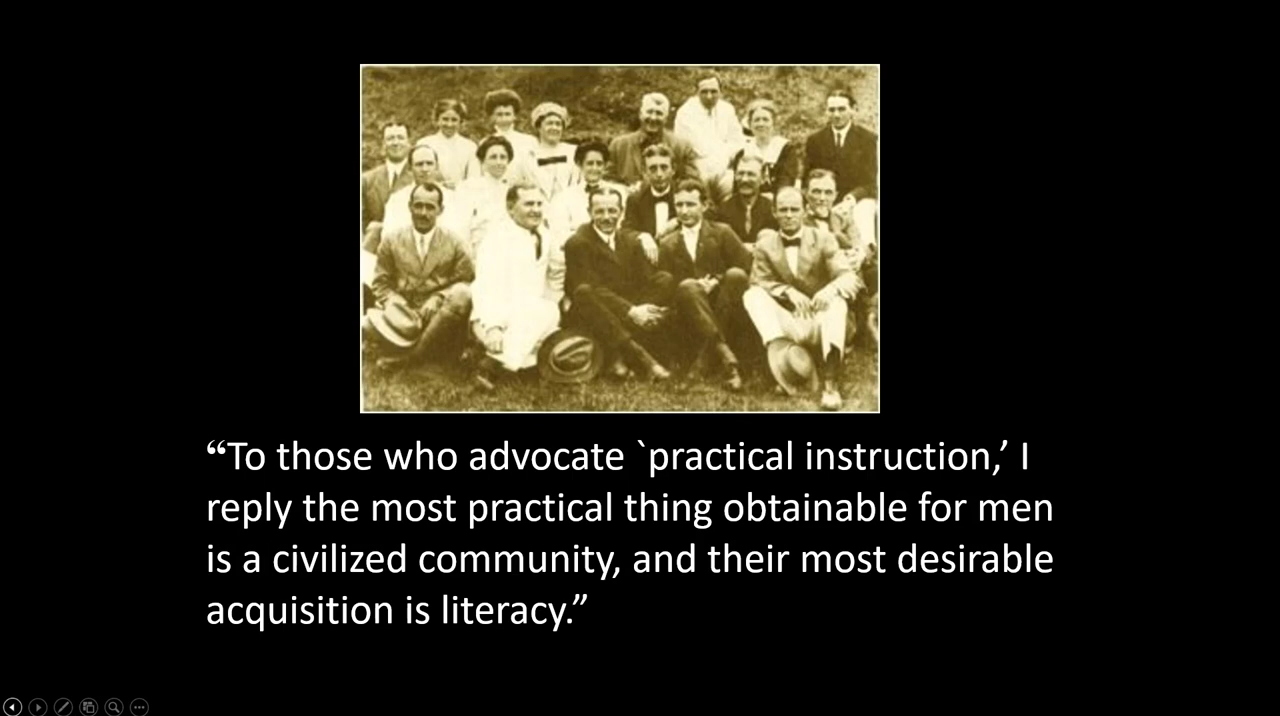 “To those who advocate `practical instruction,’ I
reply the most practical thing obtainable for men
is a civilized community, and their most desirable
acquisition is literacy.”